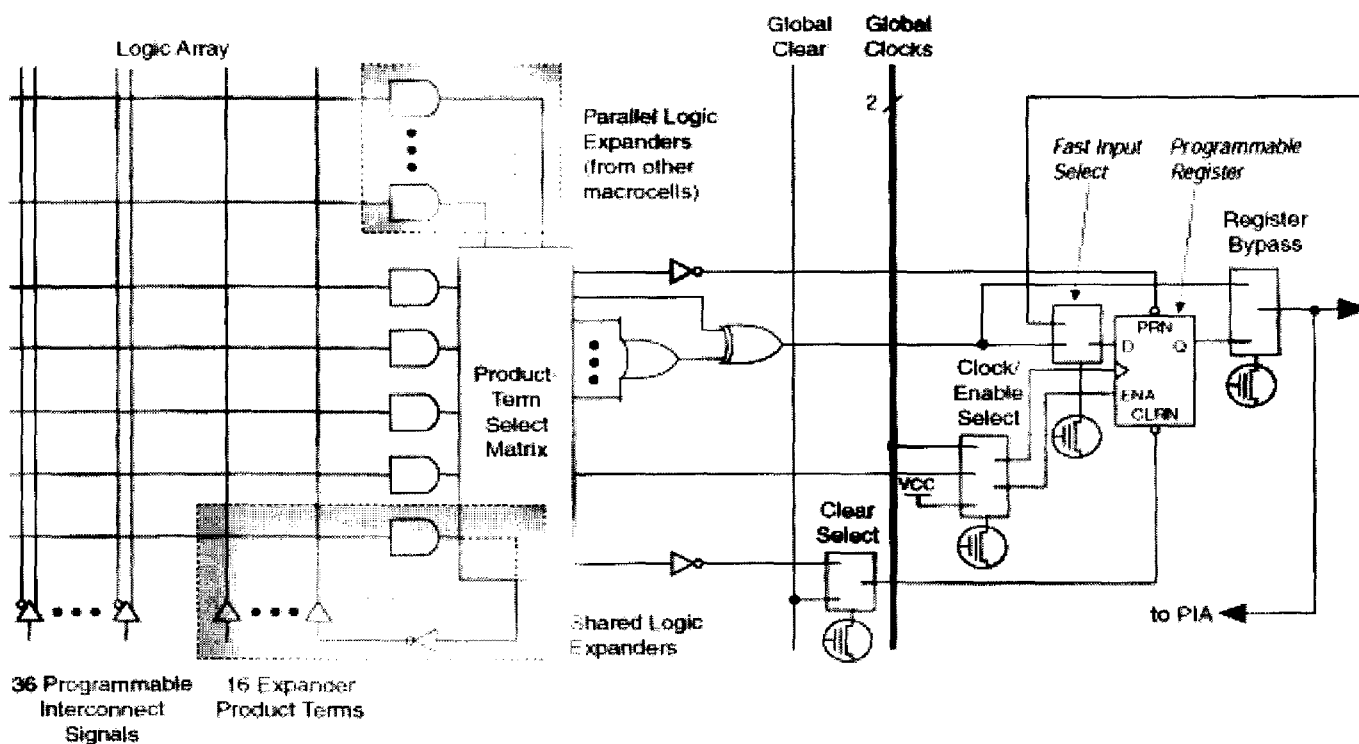 Logic Array
Global
Clear
Global
Clocks
2
Parallel Logic
Expanders
(from other
macrocells)
Fast Input
Select
Programmable
Register
Register
Bypass
PRN
D
Q
ENA
CLRN
Product-
Term
Select
Matrix
Clock/
Enable
Select
VCC
Clear
Select
to PIA
Shared Logic
Expanders
36 Programmable
Interconnect
Signals
16 Expander
Product Terms